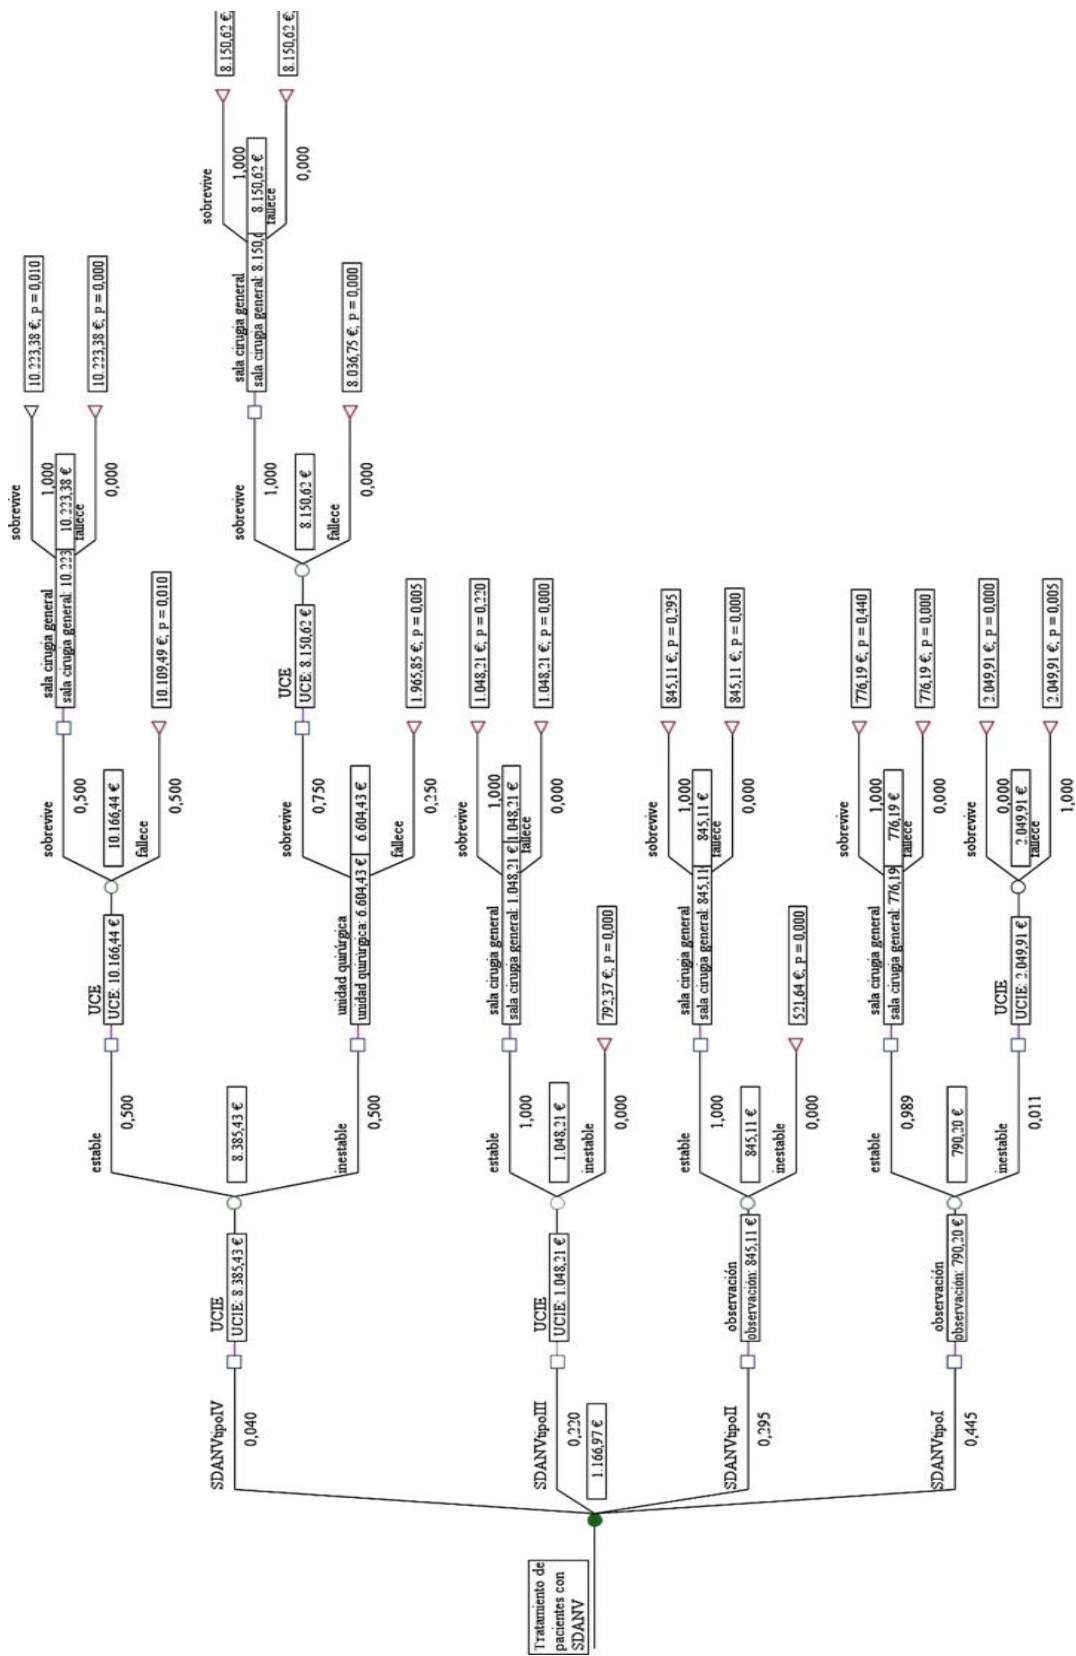 Tratamiento de
pacientes con
SDANV
1.166,97 €
SDANVtipoIV
0,040
UCIE
UCIE: 8.385,43 €
8.385,43 €
estable
0,500
UCE
UCE: 10.166,44 €
10.166,44 €
sobrevive
0,500
sala cirugía general
sala cirugía general: 10.223
10.223,38 €
sobrevive
1,000
10.223,38 €; p = 0,010
fallece
0,000
10.223,38 €; p = 0,000
fallece
0,500
10.109,49 €; p = 0,010
inestable
0,500
unidad quirúrgica
unidad quirúrgica: 6.604,43 €
6.604,43 €
sobrevive
0,750
UCE
UCE: 8.150,62 €
8.150,62 €
sobrevive
1,000
sala cirugía general
sala cirugía general: 8.150,6
8.150,62 €
sobrevive
1,000
8.150,62 €;
fallece
0,000
8.150,62 €;
fallece
0,000
8.036,75 €; p = 0,000
fallece
0,250
1.965,85 €; p = 0,005
SDANVtipoIII
0,220
UCIE
UCIE: 1.048,21 €
1.048,21 €
estable
1,000
sala cirugía general
sala cirugía general: 1.048,21 €
1.048,21 €
sobrevive
1,000
1.048,21 €; p = 0,220
fallece
0,000
1.048,21 €; p = 0,000
inestable
0,000
792,37 €; p = 0,000
SDANVtipoII
0,295
observación
observación: 845,11 €
845,11 €
estable
1,000
sala cirugía general
sala cirugía general: 845,11
845,11 €
sobrevive
1,000
845,11 €; p = 0,295
fallece
0,000
845,11 €; p = 0,000
inestable
0,000
521,64 €; p = 0,000
SDANVtipoI
0,445
observación
observación: 790,20 €
790,20 €
estable
0,989
sala cirugía general
sala cirugía general: 776,19
776,19 €
sobrevive
1,000
776,19 €; p = 0,440
fallece
0,000
776,19 €; p = 0,000
inestable
0,011
UCIE
UCIE: 2.049,91 €
2.049,91 €
sobrevive
0,000
2.049,91 €; p = 0,000
fallece
1,000
2.049,91 €; p = 0,005